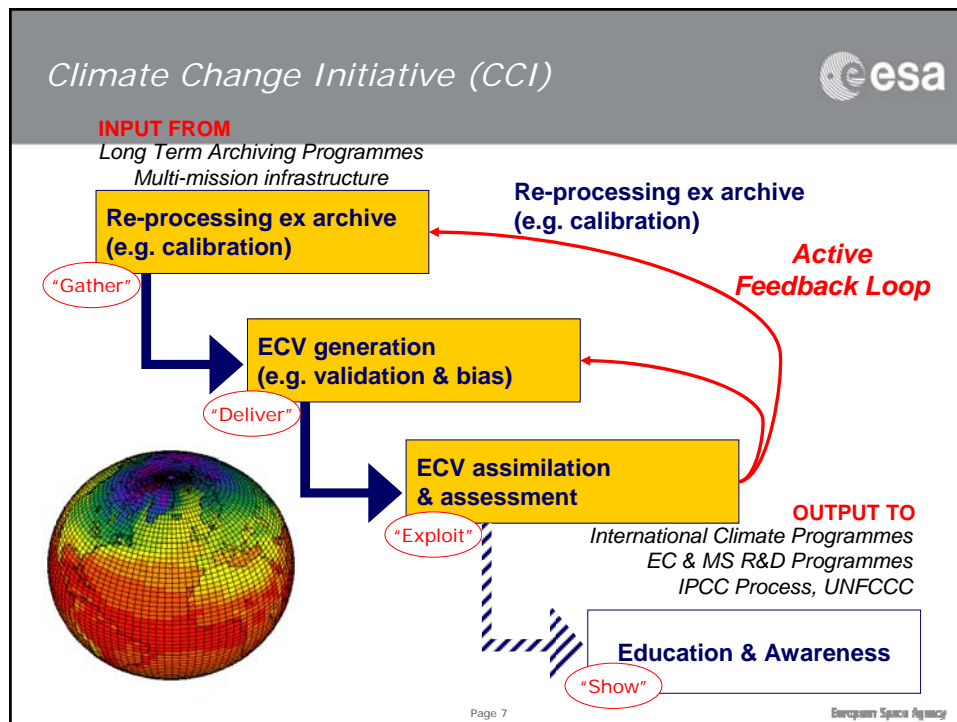 Climate Change Initiative (CCI)
esa
INPUT FROM
Long Term Archiving Programmes
Multi-mission infrastructure
Re-processing ex archive
(e.g. calibration)
"Gather"
Re-processing ex archive
(e.g. calibration)
Active
Feedback Loop
ECV generation
(e.g. validation & bias)
"Deliver"
ECV assimilation
& assessment
"Exploit"
OUTPUT TO
International Climate Programmes
EC & MS R&D Programmes
IPCC Process, UNFCCC
Education & Awareness
"Show"
Page 7
European Space Agency